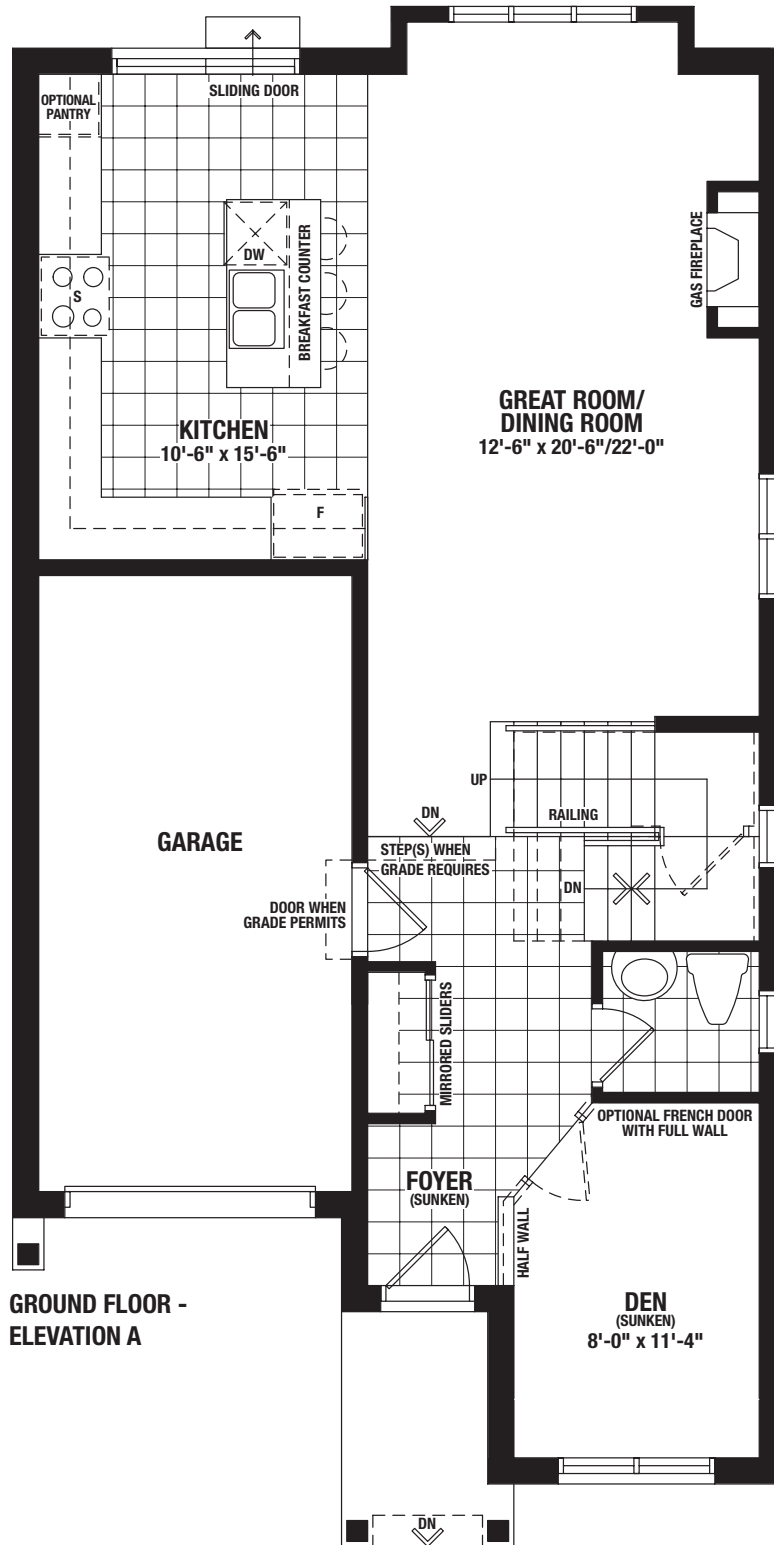 SLIDING DOOR
OPTIONAL
PANTRY
DW
BREAKFAST COUNTER
S
GAS FIREPLACE
KITCHEN
10'-6" x 15'-6"
GREAT ROOM/
DINING ROOM
12'-6" x 20'-6"/22'-0"
F
UP
RAILING
DN
GARAGE
STEP(S) WHEN
GRADE REQUIRES
DN
DOOR WHEN
GRADE PERMITS
MIRRORED SLIDERS
OPTIONAL FRENCH DOOR
WITH FULL WALL
FOYER
(SUNKEN)
HALF WALL
DEN
(SUNKEN)
8'-0" x 11'-4"
GROUND FLOOR -
ELEVATION A
DN